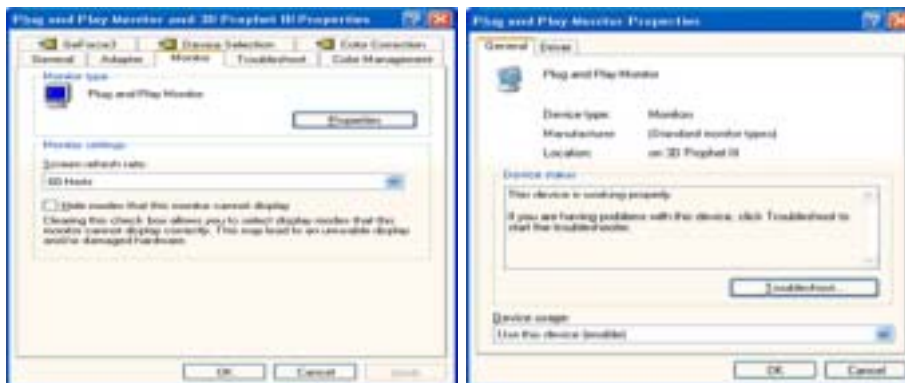 Plug and Play Monitor and 3D Prophet III Properties
GeForce3 Device Selection Color Correction
General Adapter Monitor Troubleshoot Color Management
Monitor type
Plug and Play Monitor
Properties
Monitor settings
Screen refresh rate:
60 Hertz
Hide modes that this monitor cannot display
Clearing this check box allows you to select display modes that this
monitor cannot display correctly. This may lead to an unusable display
and/or damaged hardware.
OK Cancel Apply
Plug and Play Monitor Properties
General Driver
Plug and Play Monitor
Device type: Monitors
Manufacturer: (Standard monitor types)
Location: on 3D Prophet III
Device status
This device is working properly.
If you are having problems with this device, click Troubleshoot to
start the troubleshooter.
Troubleshoot...
Device usage:
Use this device (enable)
OK Cancel